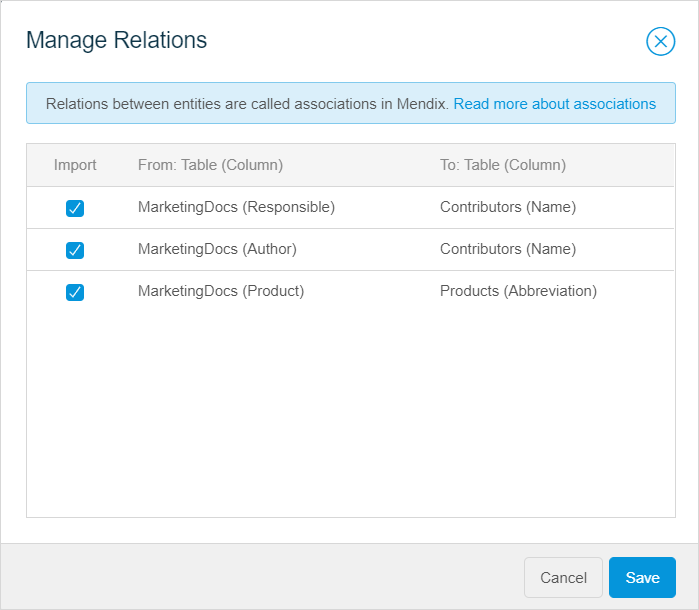 Manage Relations
Relations between entities are called associations in Mendix. Read more about associations
Import From: Table (Column) To: Table (Column)
MarketingDocs (Responsible) Contributors (Name)
MarketingDocs (Author) Contributors (Name)
MarketingDocs (Product) Products (Abbreviation)
Cancel Save